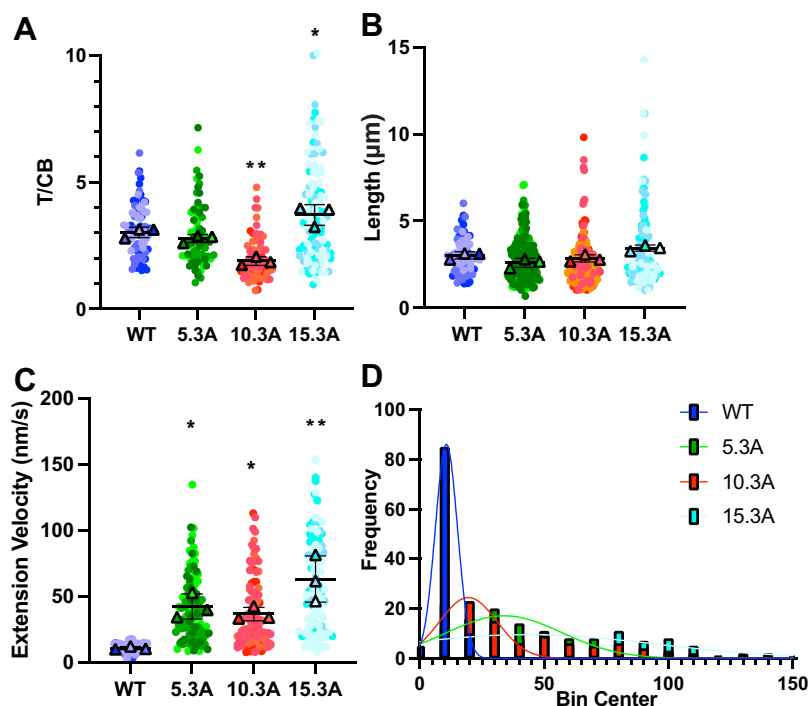 A
T/CB
*
**
10
5
0
WT 5.3A 10.3A 15.3A
B
Length (μm)
15
10
5
0
WT 5.3A 10.3A 15.3A
C
Extension Velocity (nm/s)
200
150
100
50
0
*
*
**
WT 5.3A 10.3A 15.3A
D
Frequency
100
80
60
40
20
0
0 50 100 150
Bin Center
WT
5.3A
10.3A
15.3A